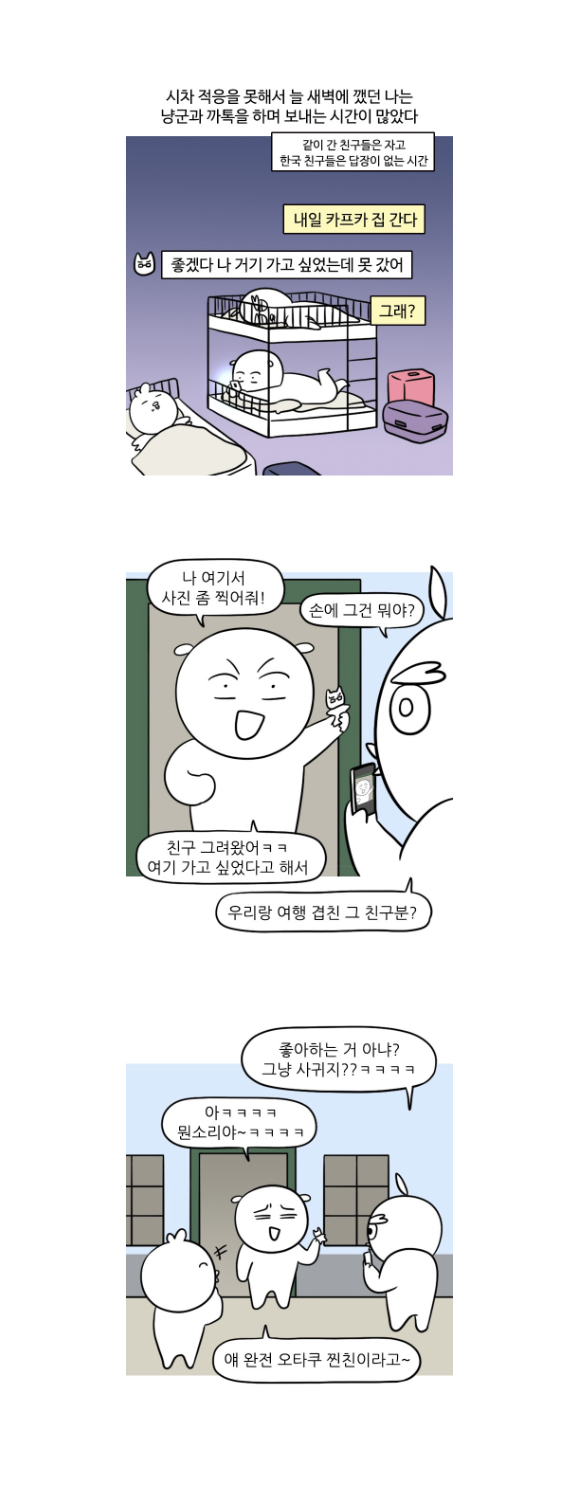 시차 적응을 못해서 늘 새벽에 깼던 나는
냥군과 까톡을 하며 보내는 시간이 많았다
같이 간 친구들은 자고
한국 친구들은 답장이 없는 시간
내일 카프카 집 간다
좋겠다 나 거기 가고 싶었는데 못 갔어
그래?
나 여기서
사진 좀 찍어줘!
손에 그건 뭐야?
친구 그려왔어ㅋㅋ
여기 가고 싶었다고 해서
우리랑 여행 겹친 그 친구분?
좋아하는 거 아냐?
그냥 사귀지??ㅋㅋㅋㅋ
아ㅋㅋㅋㅋ
뭔소리야~ㅋㅋㅋㅋ
얘 완전 오타쿠 찐친이라고~